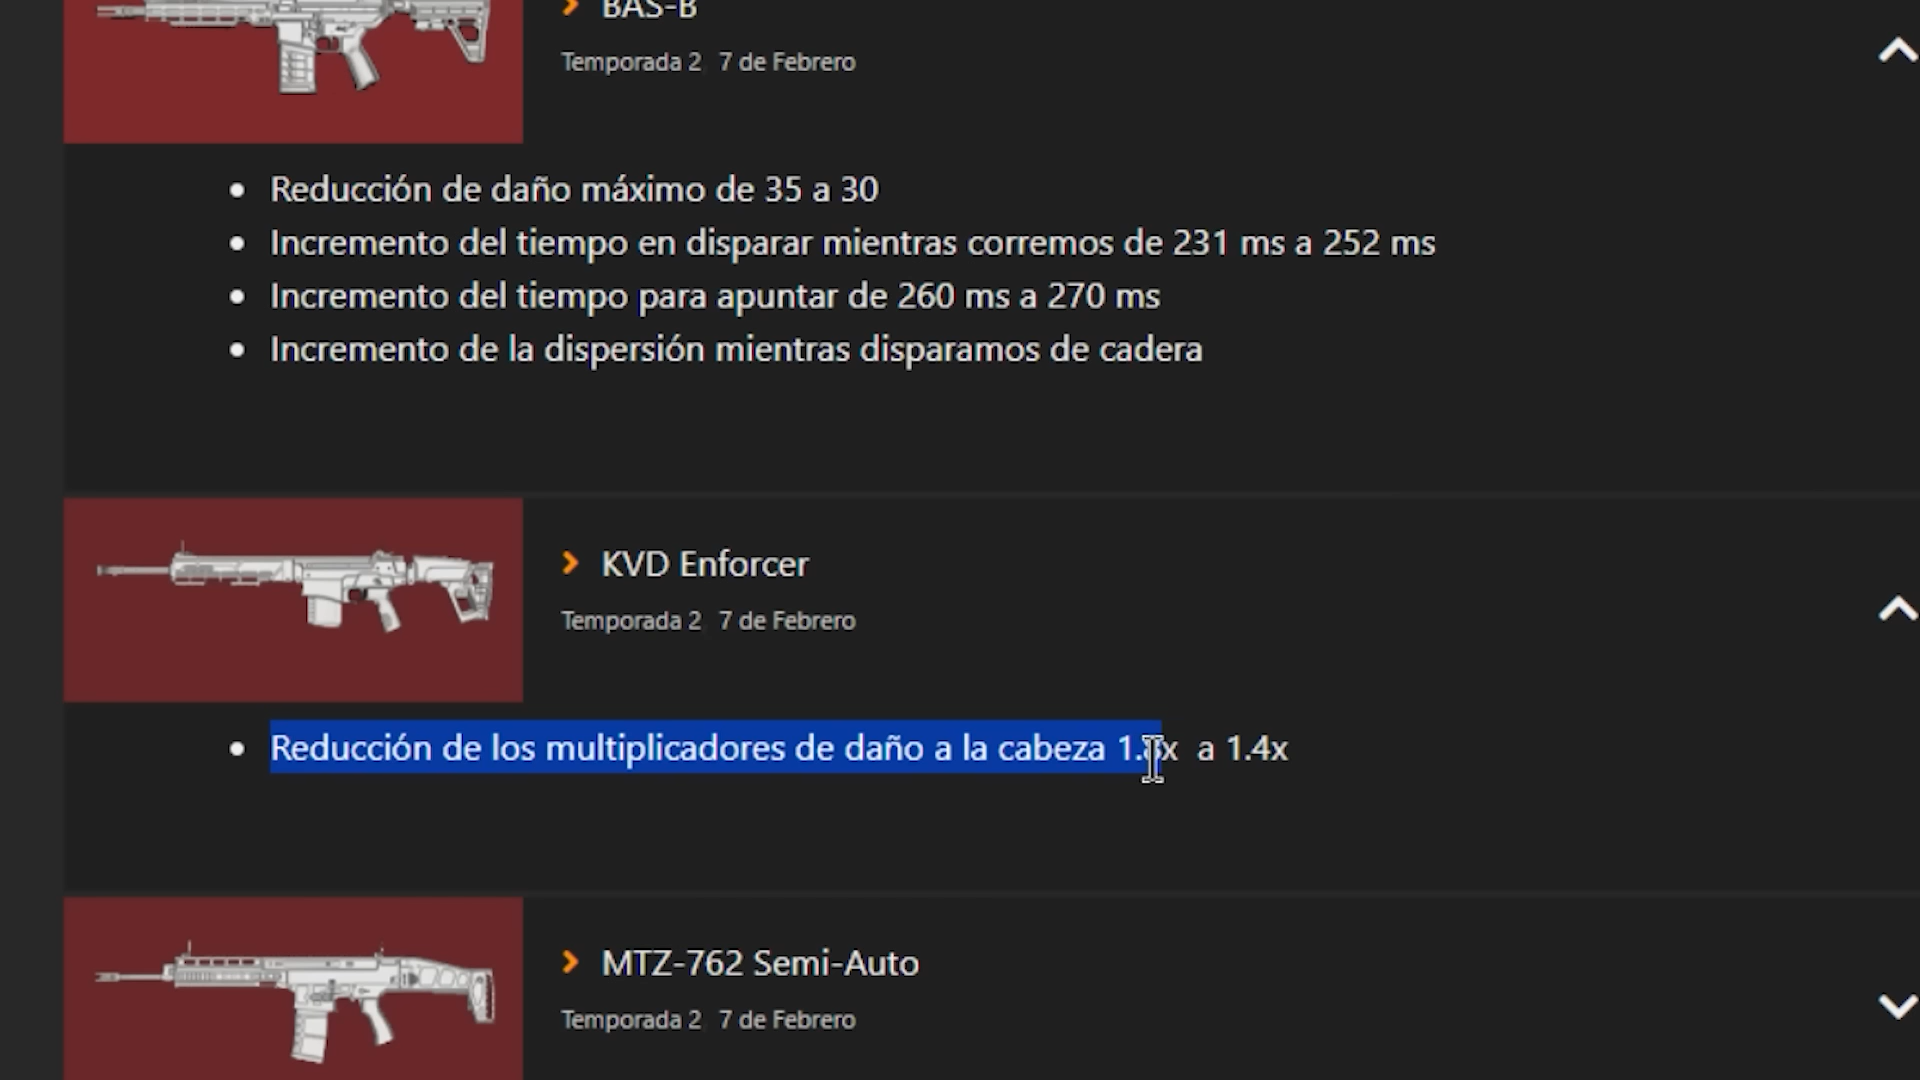 BAS-B
Temporada 2 7 de Febrero
Reducción de daño máximo de 35 a 30
Incremento del tiempo en disparar mientras corremos de 231 ms a 252 ms
Incremento del tiempo para apuntar de 260 ms a 270 ms
Incremento de la dispersión mientras disparamos de cadera
KVD Enforcer
Temporada 2 7 de Febrero
Reducción de los multiplicadores de daño a la cabeza a 1.4x
MTZ-762 Semi-Auto
Temporada 2 7 de Febrero